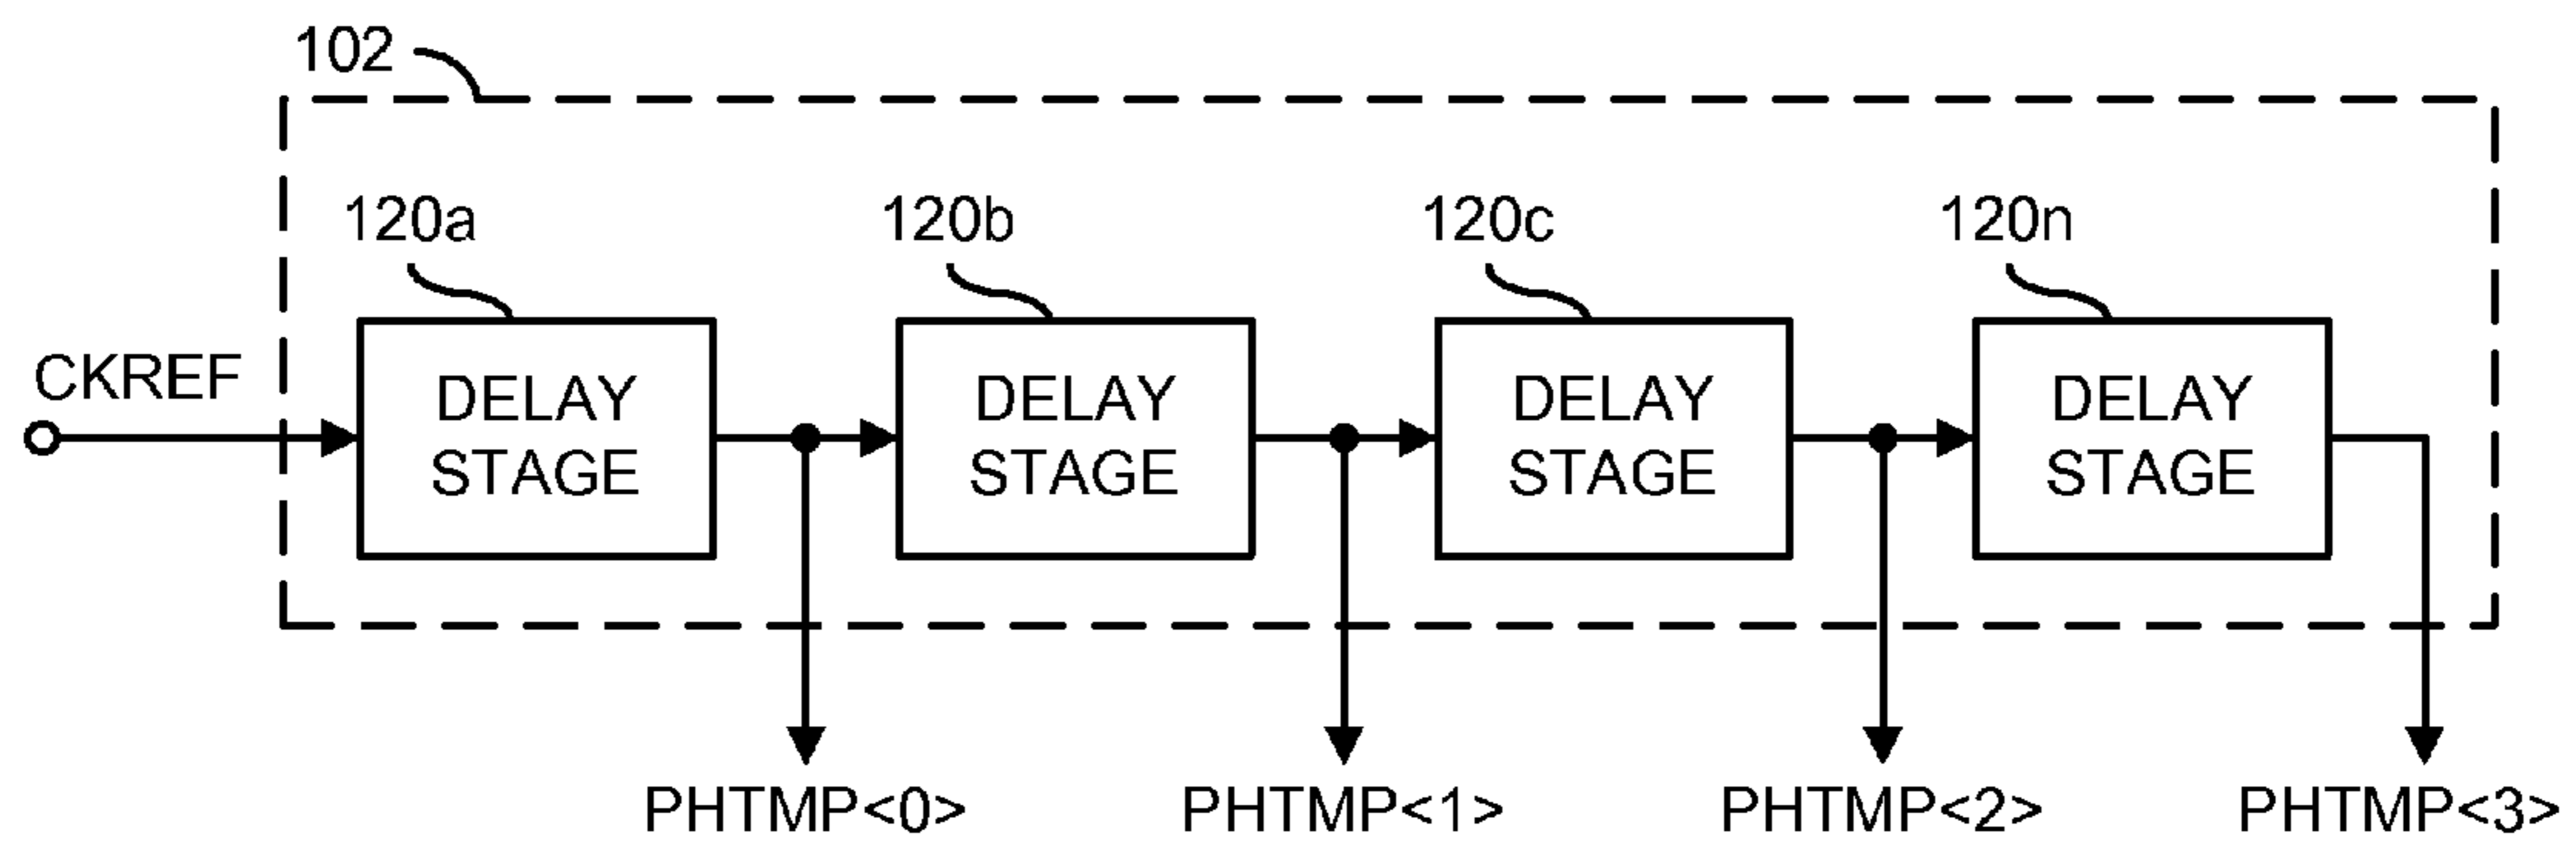 102
120a
120b
120c
120n
CKREF
DELAY
STAGE
DELAY
STAGE
DELAY
STAGE
DELAY
STAGE
PHTMP<0>
PHTMP<1>
PHTMP<2>
PHTMP<3>